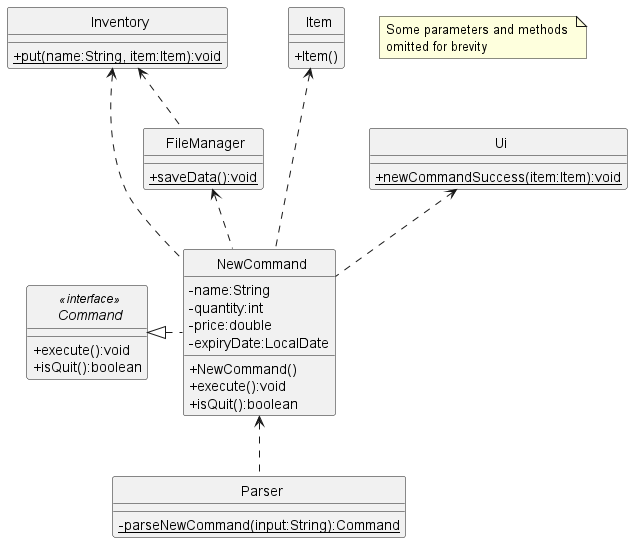 Inventory
+put(name:String, item:Item):void
Item
+Item()
Some parameters and methods
omitted for brevity
FileManager
+saveData():void
Ui
+newCommandSuccess(item:Item):void
NewCommand
-name:String
-quantity:int
-price:double
-expiryDate:LocalDate
+NewCommand()
+execute():void
+isQuit():boolean
«interface»
Command
+execute():void
+isQuit():boolean
Parser
-parseNewCommand(input:String):Command